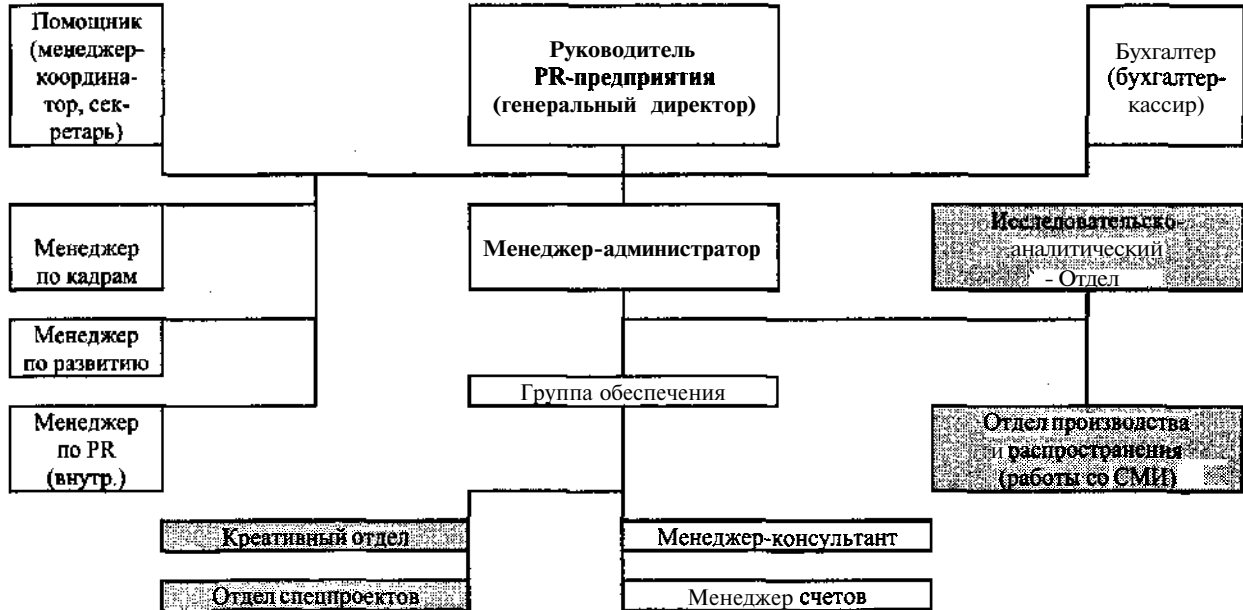 Помощник
(менеджер-
координа-
тор, сек-
ретарь)
Руководитель
PR-предприятия
(генеральный директор)
Бухгалтер
(бухгалтер-
кассир)
Менеджер
по кадрам
Менеджер-администратор
Исследовательско-
аналитический
- Отдел
Менеджер
по развитию
Группа обеспечения
Менеджер
по PR
(внутр.)
Отдел производства
и распространения
(работы со СМИ)
Креативный отдел
Менеджер-консультант
Отдел спецпроектов
Менеджер счетов